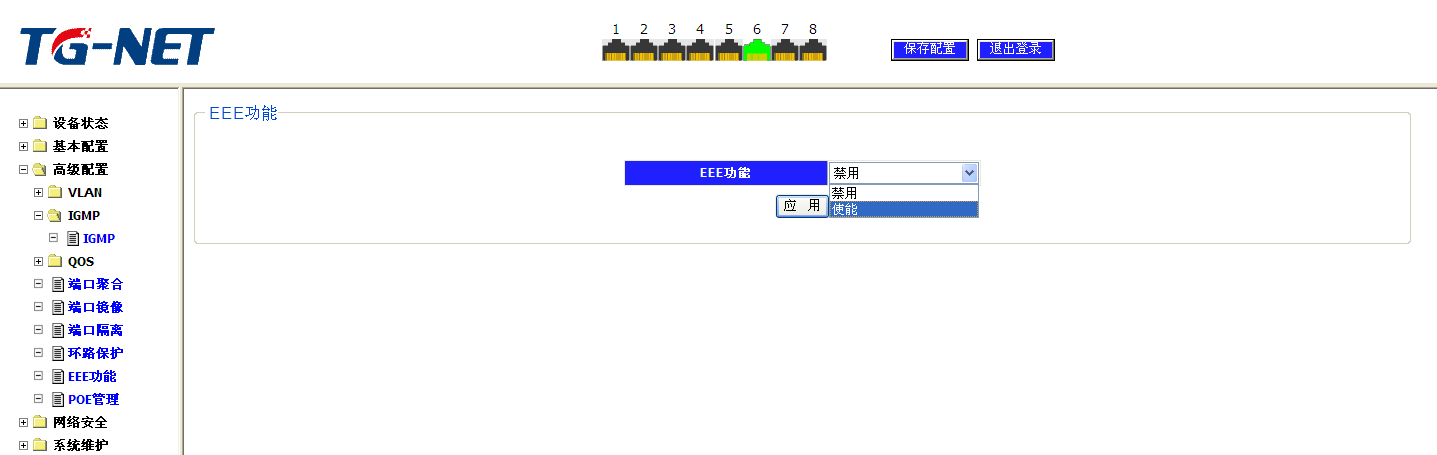 TG-NET
1 2 3 4 5 6 7 8
保存配置 退出登录
设备状态
基本配置
高级配置
VLAN
IGMP
IGMP
QOS
端口聚合
端口镜像
端口隔离
环路保护
EEE功能
POE管理
网络安全
系统维护
EEE功能
EEE功能 禁用
禁用
使能
应 用